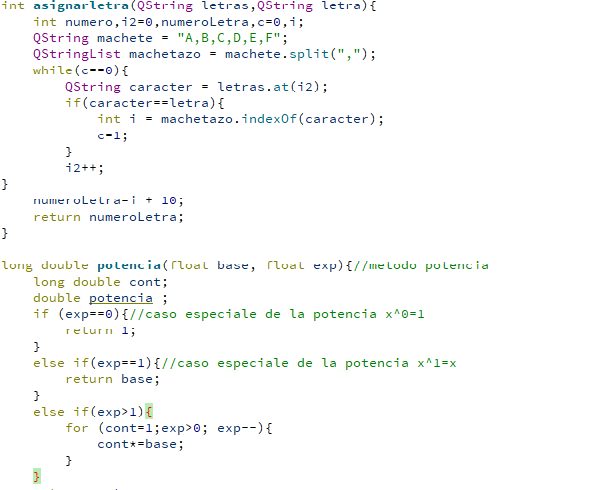 int asignarletra(QString letras,QString letra){
    int numero,i2=0,numeroLetra,c=0,i;
    QString machete = "A,B,C,D,E,F";
    QStringList machetazo = machete.split(",");
    while(c==0){
        QString caracter = letras.at(i2);
        if(caracter==letra){
            int i = machetazo.indexOf(caracter);
            c=1;
        }
        i2++;
}
    numeroLetra=i + 10;
    return numeroLetra;
}
long double potencia(float base, float exp){//metodo potencia
    long double cont;
    double potencia ;
    if (exp==0){//caso especiale de la potencia x^0=1
        return 1;
    }
    else if(exp==1){//caso especiale de la potencia x^1=x
        return base;
    }
    else if(exp>1){
        for (cont=1;exp>0; exp--){
            cont*=base;
        }
    }